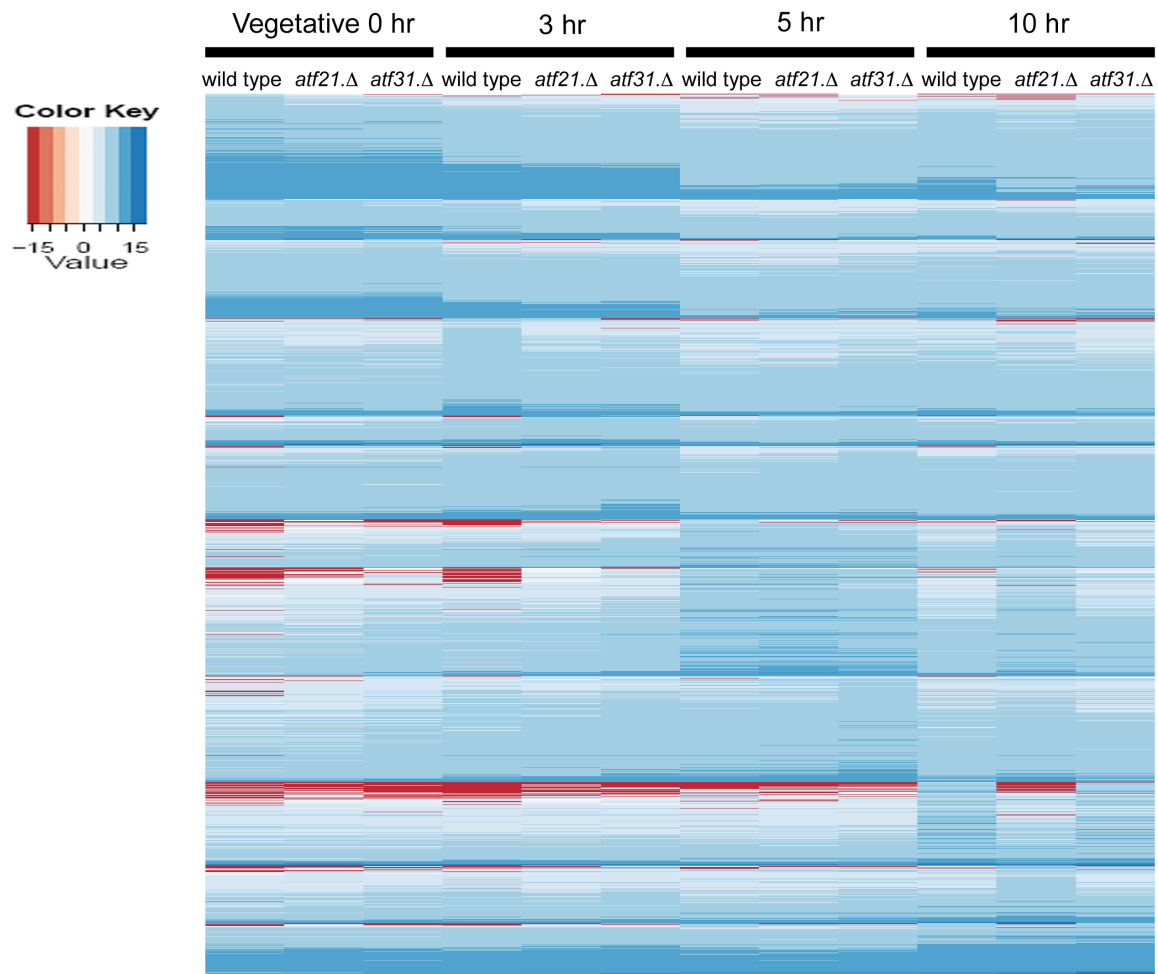 Vegetative 0 hr 3 hr 5 hr 10 hr
wild type atf21.Δ atf31.Δ wild type atf21.Δ atf31.Δ wild type atf21.Δ atf31.Δ wild type atf21.Δ atf31.Δ
Color Key
−15 0 15
Value